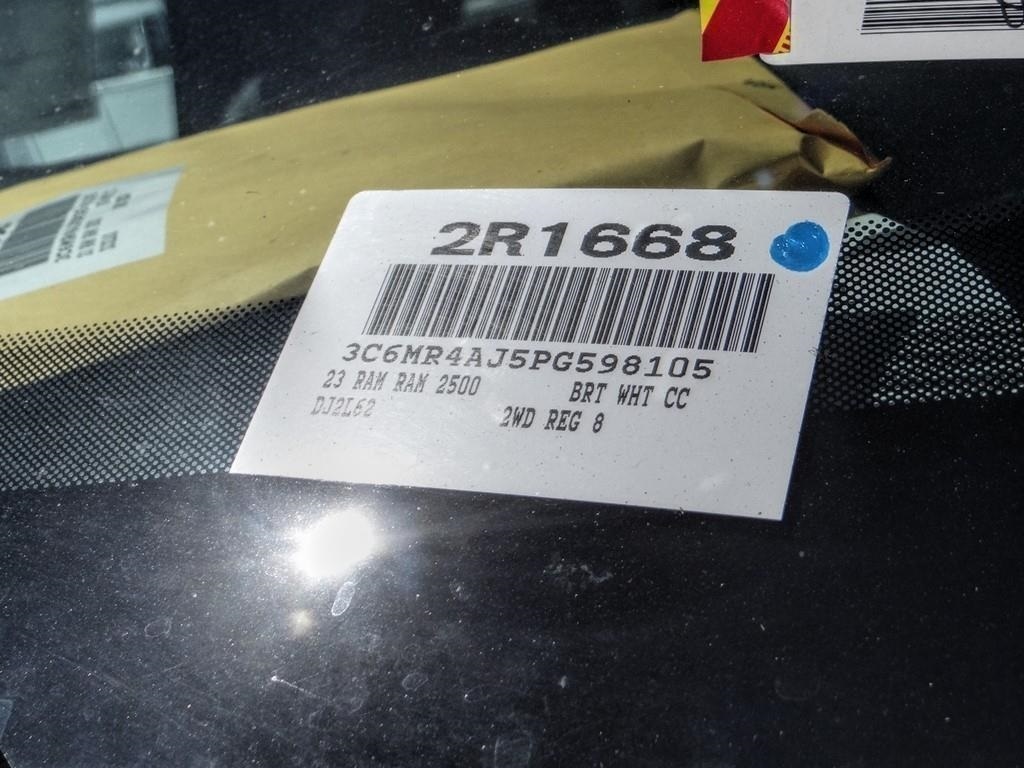 2R1668
3C6MR4AJ5PG598105
23 RAM RAM 2500 BRT WHT CC
DJ2L62 2WD REG 8